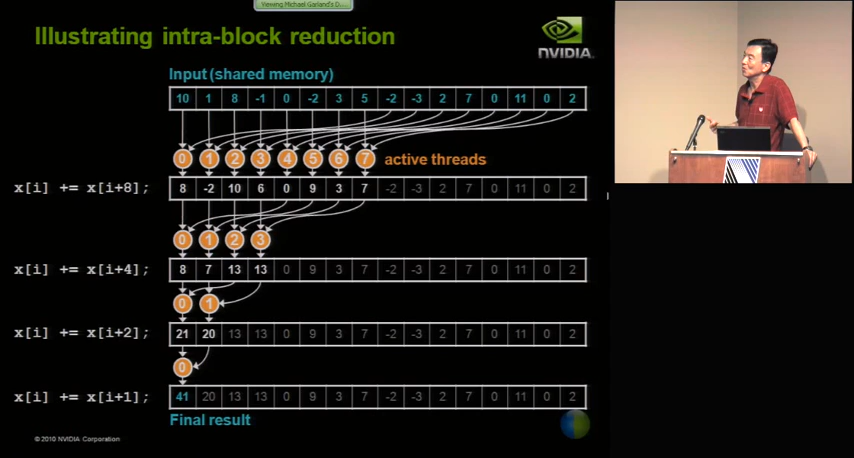 Viewing Michael Garland's D...
Illustrating intra-block reduction
NVIDIA.
Input (shared memory)
10 1 8 -1 0 -2 3 5 -2 -3 2 7 0 11 0 2
0 1 2 3 4 5 6 7 active threads
x[i] += x[i+8]; 8 -2 10 6 0 9 3 7 -2 -3 2 7 0 11 0 2
0 1 2 3
x[i] += x[i+4]; 8 7 13 13 0 9 3 7 -2 -3 2 7 0 11 0 2
0 1
x[i] += x[i+2]; 21 20 13 13 0 9 3 7 -2 -3 2 7 0 11 0 2
0
x[i] += x[i+1]; 41 20 13 13 0 9 3 7 -2 -3 2 7 0 11 0 2
Final result
© 2010 NVIDIA Corporation